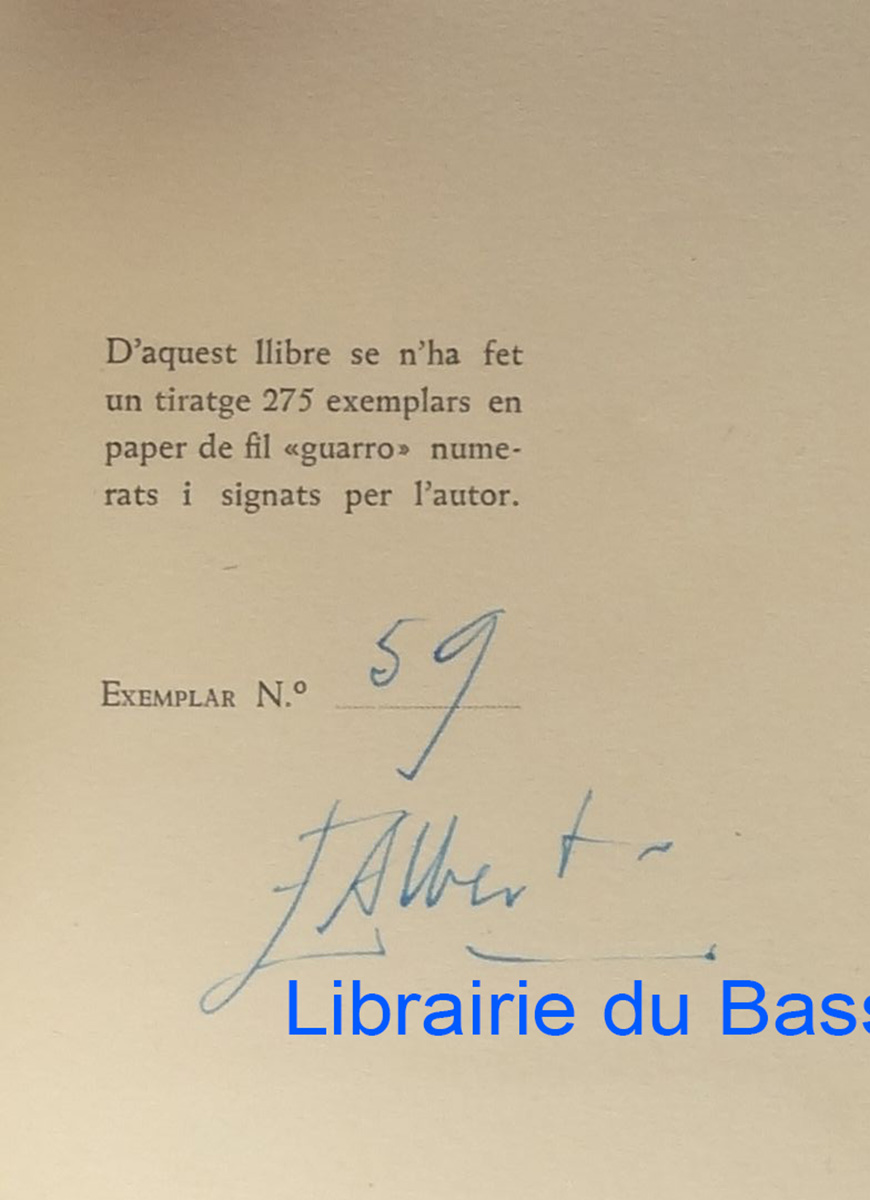 D'aquest llibre se n'ha fet
un tiratge 275 exemplars en
paper de fil «guarro» nume-
rats i signats per l'autor.
EXEMPLAR N.º 59
Albert
Librairie du Bass